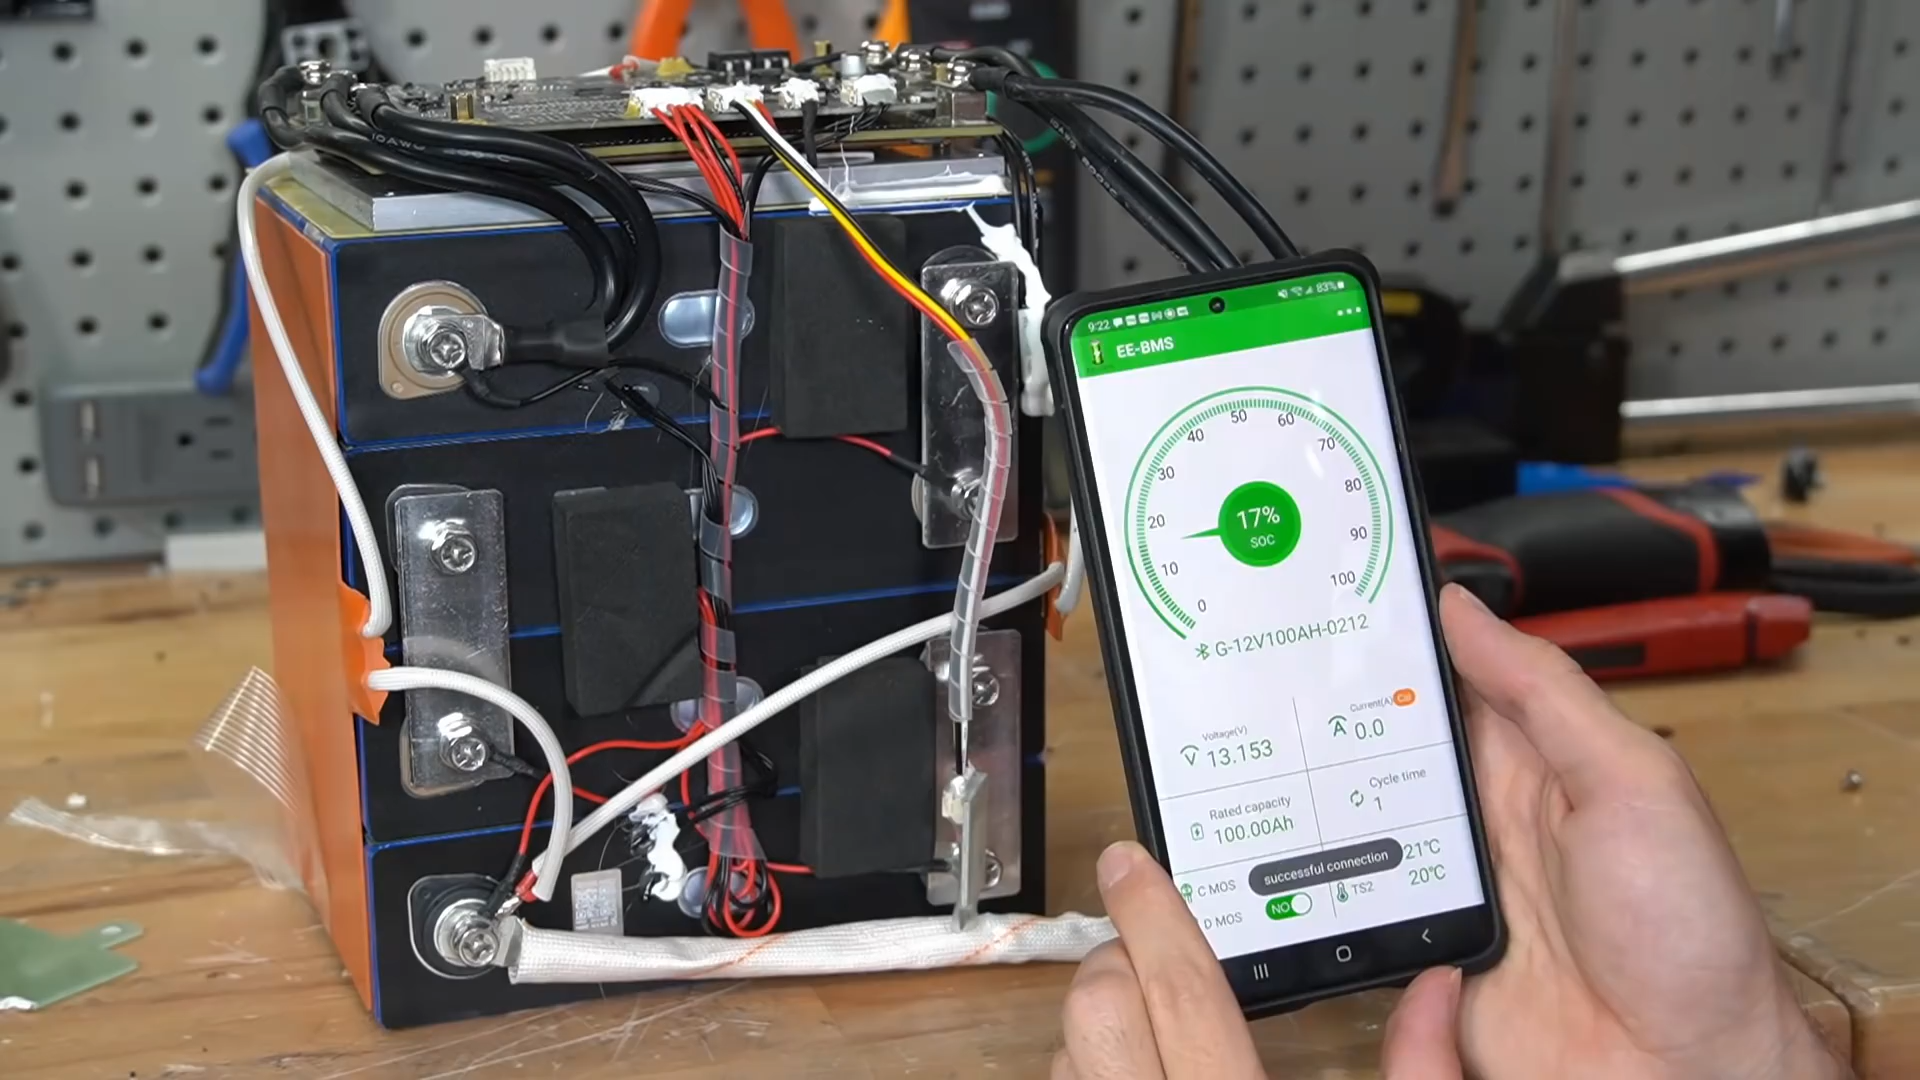 10AWG 200°C
9:22
83%
EE-BMS
0
10
20
30
40
50
60
70
80
90
100
17%
SOC
G-12V100AH-0212
Voltage(V)
13.153
Current(A) Cal
0.0
Rated capacity
100.00Ah
Cycle time
1
successful connection
C MOS
21℃
D MOS
NO
TS2
20℃